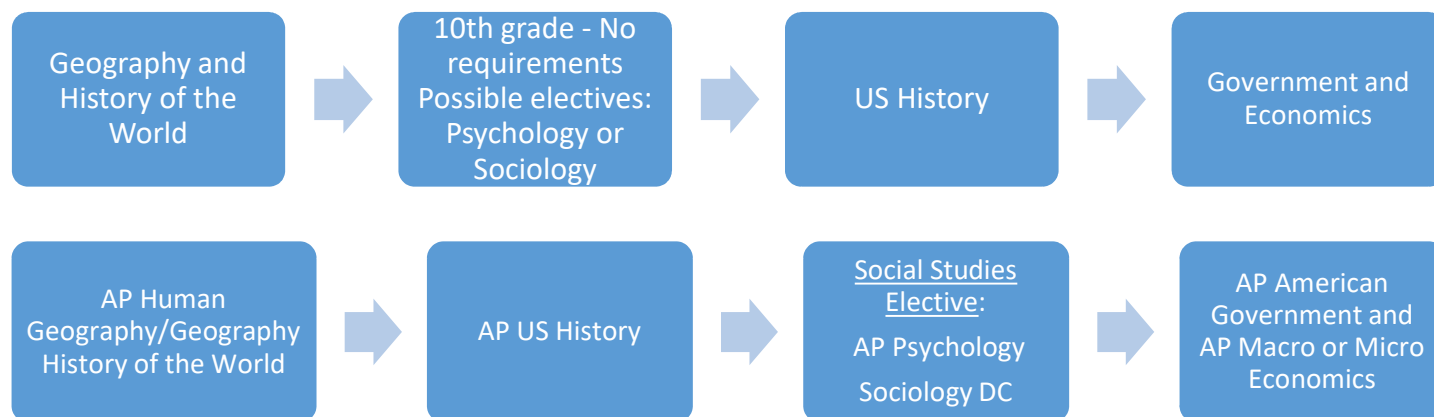 Geography and
History of the
World
10th grade - No
requirements
Possible electives:
Psychology or
Sociology
US History
Government and
Economics
AP Human
Geography/Geography
History of the World
AP US History
Social Studies
Elective:
AP Psychology
Sociology DC
AP American
Government and
AP Macro or Micro
Economics